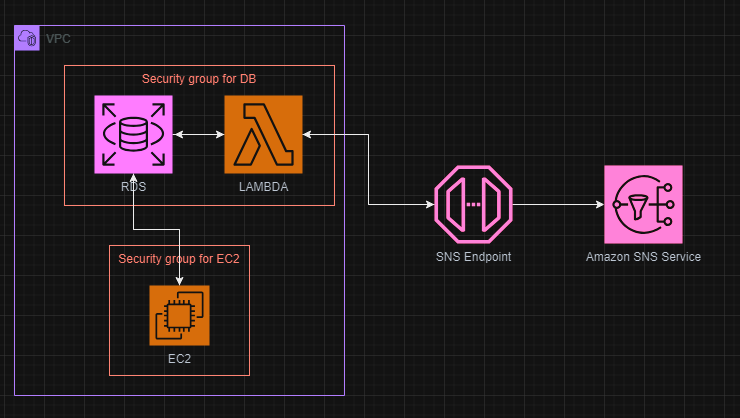 VPC
Security group for DB
RDS
LAMBDA
SNS Endpoint
Amazon SNS Service
Security group for EC2
EC2